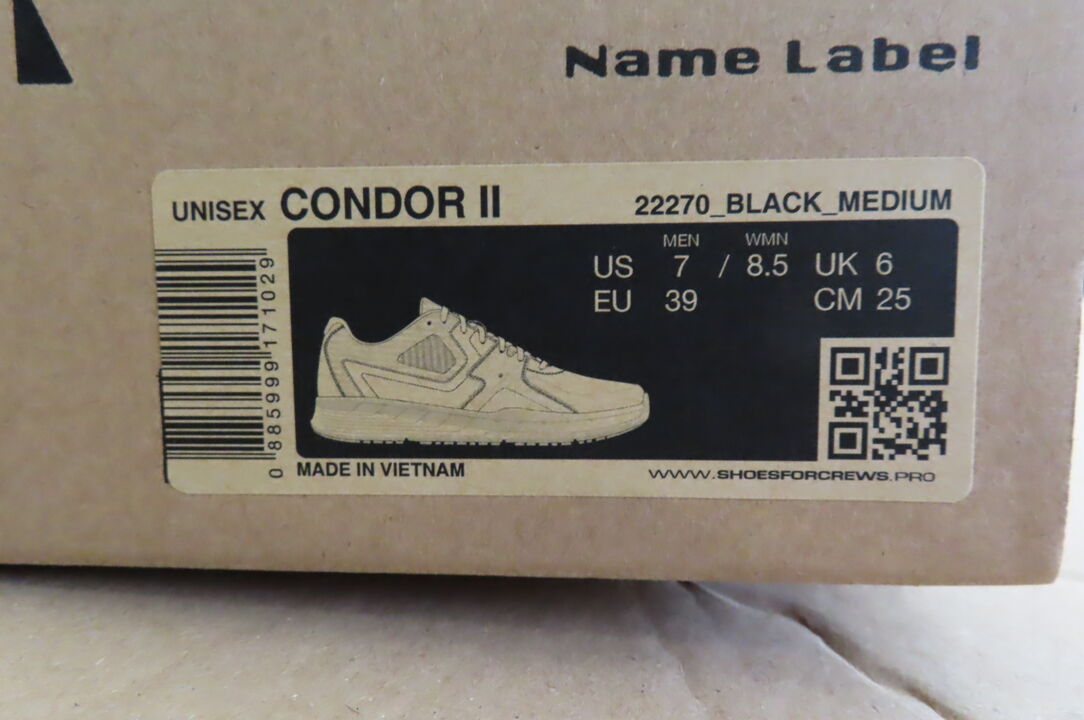 Name Label
UNISEX CONDOR II 22270_BLACK_MEDIUM
MEN WMN
US 7 / 8.5 UK 6
EU 39 CM 25
0 885999 171029
MADE IN VIETNAM WWW.SHOESFORCREWS.PRO